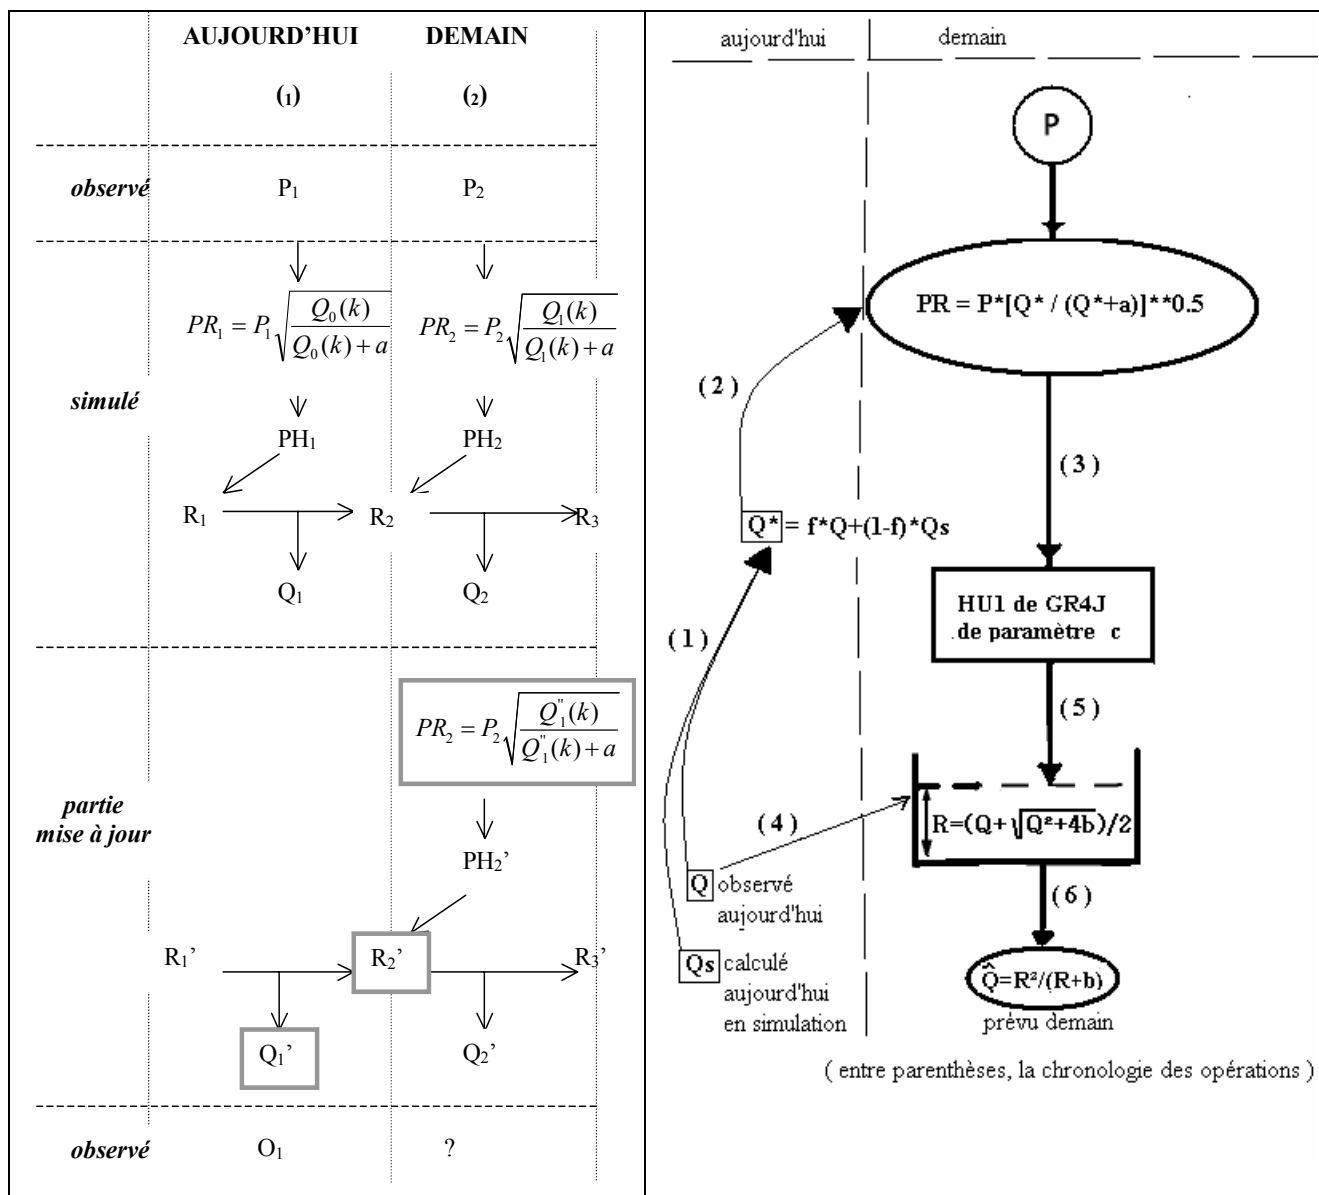 AUJOURD'HUI DEMAIN
(1) (2)
observé P1 P2
PR1 = P1 √(Q0(k) / (Q0(k) + a)) PR2 = P2 √(Q1(k) / (Q1(k) + a))
simulé
PH1 PH2
R1 R2 R3
Q1 Q2
PR2 = P2 √(Q1"(k) / (Q1"(k) + a))
partie
mise à jour
PH2'
R1' R2' R3'
Q1' Q2'
observé O1 ?
aujourd'hui demain
P
PR = P*[Q* / (Q*+a)]**0.5
(2)
(3)
Q* = f*Q+(1-f)*Qs
HU1 de GR4J
de paramètre c
(1)
(5)
R=(Q+√Q²+4b)/2
(4)
Q observé
aujourd'hui
(6)
Qs calculé
aujourd'hui
en simulation
Q̂=R²/(R+b)
prévu demain
( entre parenthèses, la chronologie des opérations )